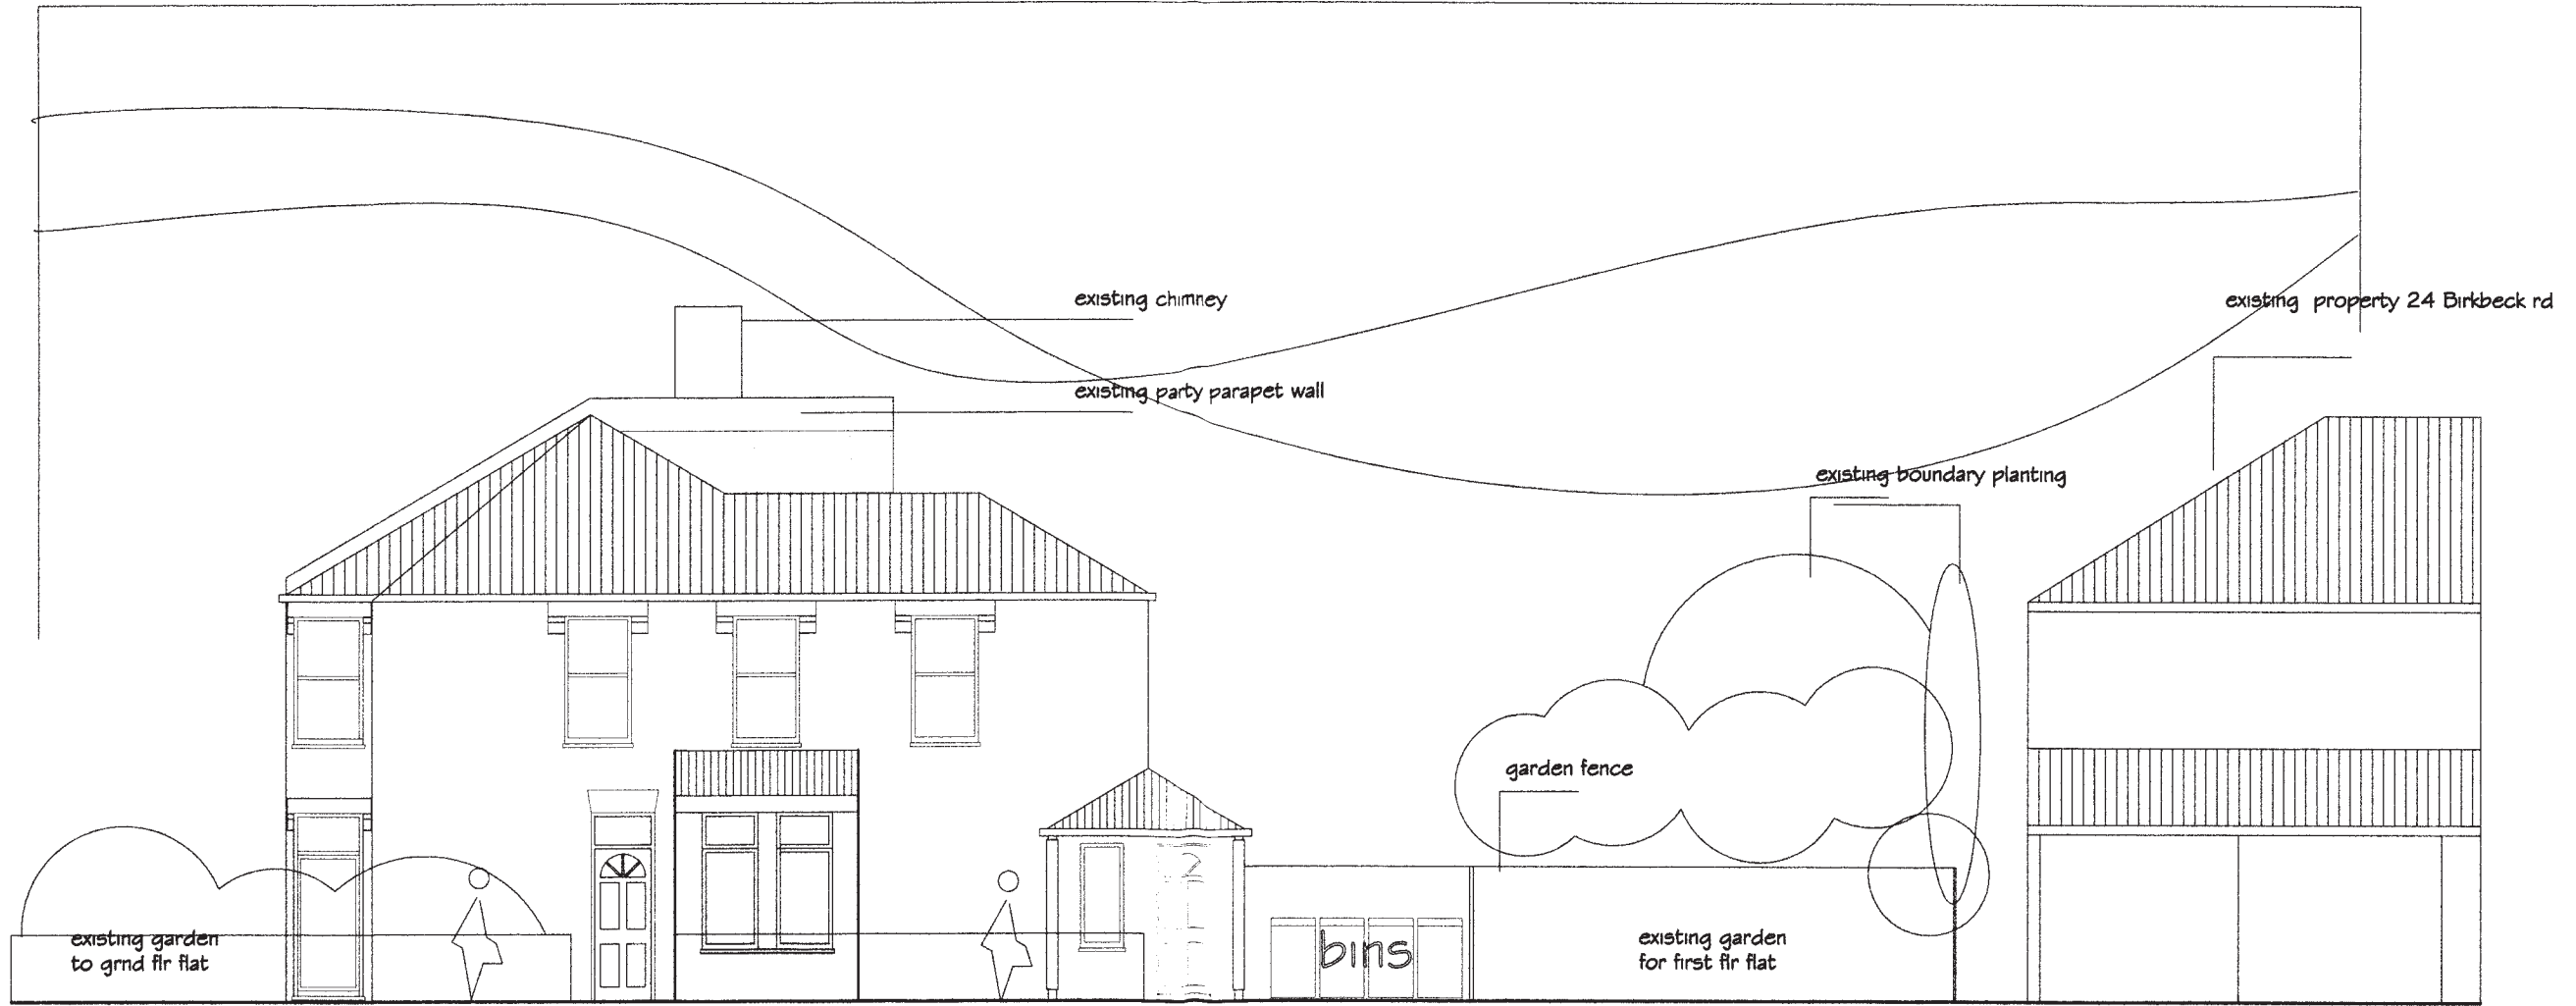 existing chimney
existing property 24 Birkbeck rd
existing party parapet wall
existing boundary planting
garden fence
existing garden
to grnd flr flat
bins
existing garden
for first flr flat